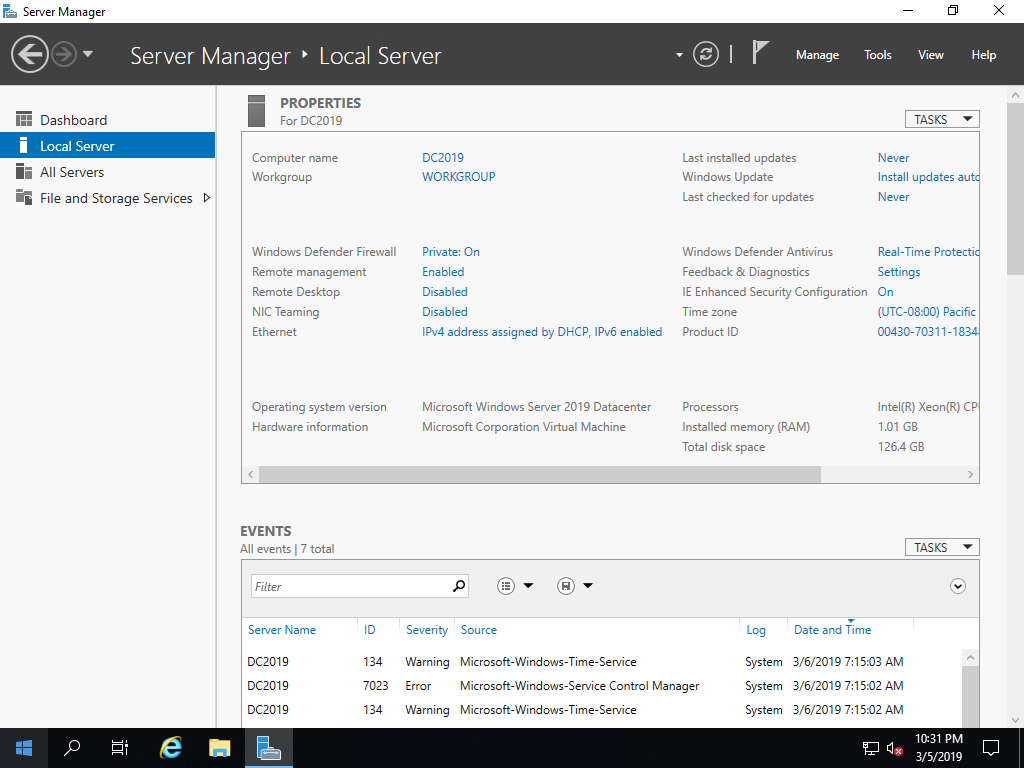 Server Manager
Server Manager ‣ Local Server
Manage Tools View Help
Dashboard
Local Server
All Servers
File and Storage Services
PROPERTIES
For DC2019
TASKS
Computer name DC2019 Last installed updates Never
Workgroup WORKGROUP Windows Update Install updates auto
Last checked for updates Never
Windows Defender Firewall Private: On Windows Defender Antivirus Real-Time Protectic
Remote management Enabled Feedback & Diagnostics Settings
Remote Desktop Disabled IE Enhanced Security Configuration On
NIC Teaming Disabled Time zone (UTC-08:00) Pacific
Ethernet IPv4 address assigned by DHCP, IPv6 enabled Product ID 00430-70311-1834
Operating system version Microsoft Windows Server 2019 Datacenter Processors Intel(R) Xeon(R) CP
Hardware information Microsoft Corporation Virtual Machine Installed memory (RAM) 1.01 GB
Total disk space 126.4 GB
EVENTS
All events | 7 total
TASKS
Filter
Server Name ID Severity Source Log Date and Time
DC2019 134 Warning Microsoft-Windows-Time-Service System 3/6/2019 7:15:03 AM
DC2019 7023 Error Microsoft-Windows-Service Control Manager System 3/6/2019 7:15:02 AM
DC2019 134 Warning Microsoft-Windows-Time-Service System 3/6/2019 7:15:02 AM
10:31 PM
3/5/2019